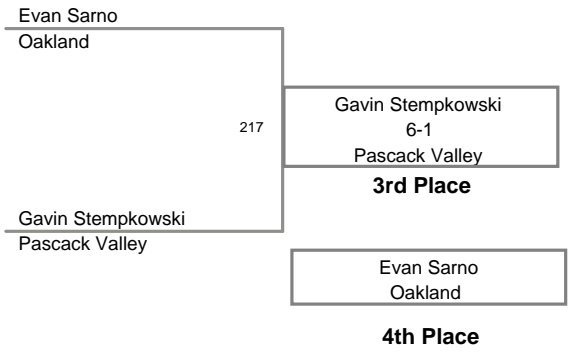 Evan Sarno
Oakland
217
Gavin Stempkowski
6-1
Pascack Valley
3rd Place
Gavin Stempkowski
Pascack Valley
Evan Sarno
Oakland
4th Place